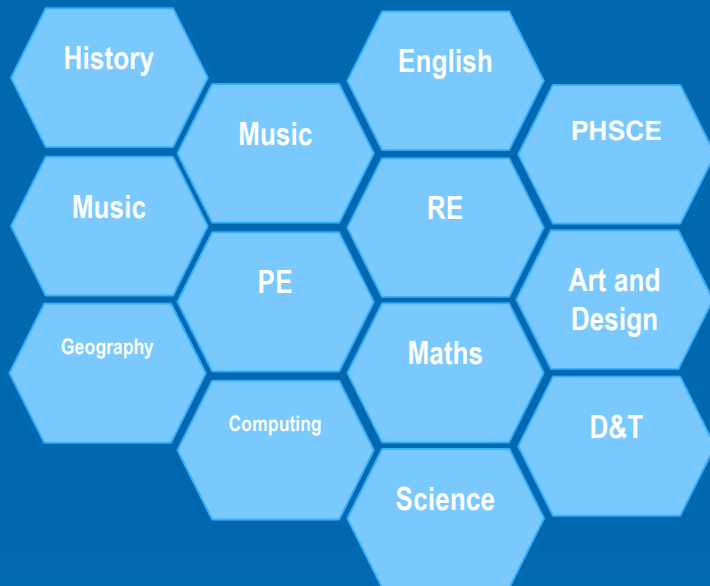 History
English
Music
PHSCE
Music
RE
PE
Art and
Design
Geography
Maths
Computing
D&T
Science